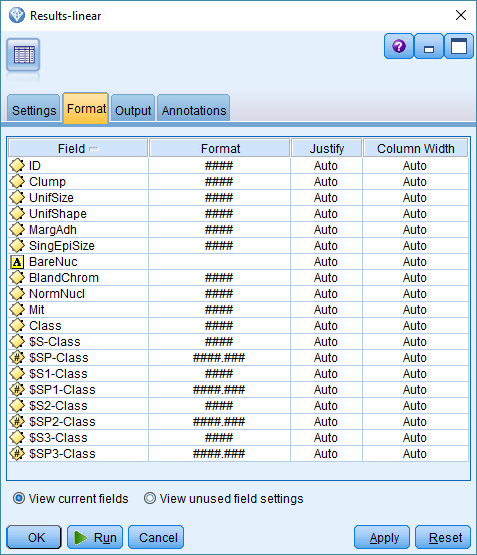 Results-linear
Settings Format Output Annotations
Field Format Justify Column Width
ID #### Auto Auto
Clump #### Auto Auto
UnifSize #### Auto Auto
UnifShape #### Auto Auto
MargAdh #### Auto Auto
SingEpiSize #### Auto Auto
A BareNuc Auto Auto
BlandChrom #### Auto Auto
NormNucl #### Auto Auto
Mit #### Auto Auto
Class #### Auto Auto
$S-Class #### Auto Auto
# $SP-Class ####.### Auto Auto
$S1-Class #### Auto Auto
# $SP1-Class ####.### Auto Auto
$S2-Class #### Auto Auto
# $SP2-Class ####.### Auto Auto
$S3-Class #### Auto Auto
# $SP3-Class ####.### Auto Auto
View current fields View unused field settings
OK Run Cancel Apply Reset